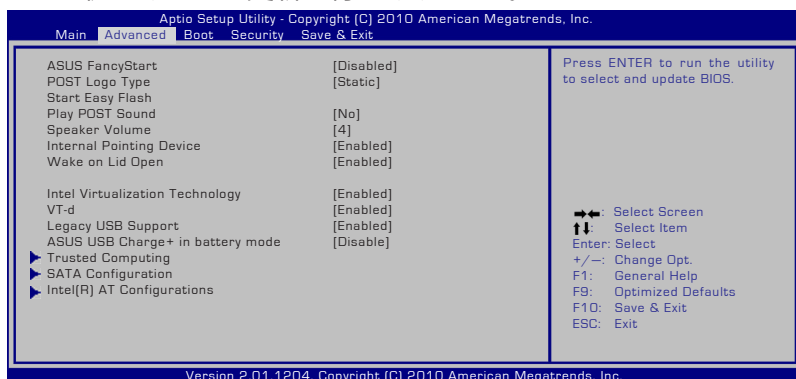 Aptio Setup Utility - Copyright (C) 2010 American Megatrends, Inc.
Main Advanced Boot Security Save & Exit
ASUS FancyStart [Disabled]
POST Logo Type [Static]
Start Easy Flash
Play POST Sound [No]
Speaker Volume [4]
Internal Pointing Device [Enabled]
Wake on Lid Open [Enabled]
Intel Virtualization Technology [Enabled]
VT-d [Enabled]
Legacy USB Support [Enabled]
ASUS USB Charge+ in battery mode [Disable]
Trusted Computing
SATA Configuration
Intel(R) AT Configurations
Press ENTER to run the utility
to select and update BIOS.
→←: Select Screen
↑↓: Select Item
Enter: Select
+/—: Change Opt.
F1: General Help
F9: Optimized Defaults
F10: Save & Exit
ESC: Exit
Version 2.01.1204. Copyright (C) 2010 American Megatrends, Inc.